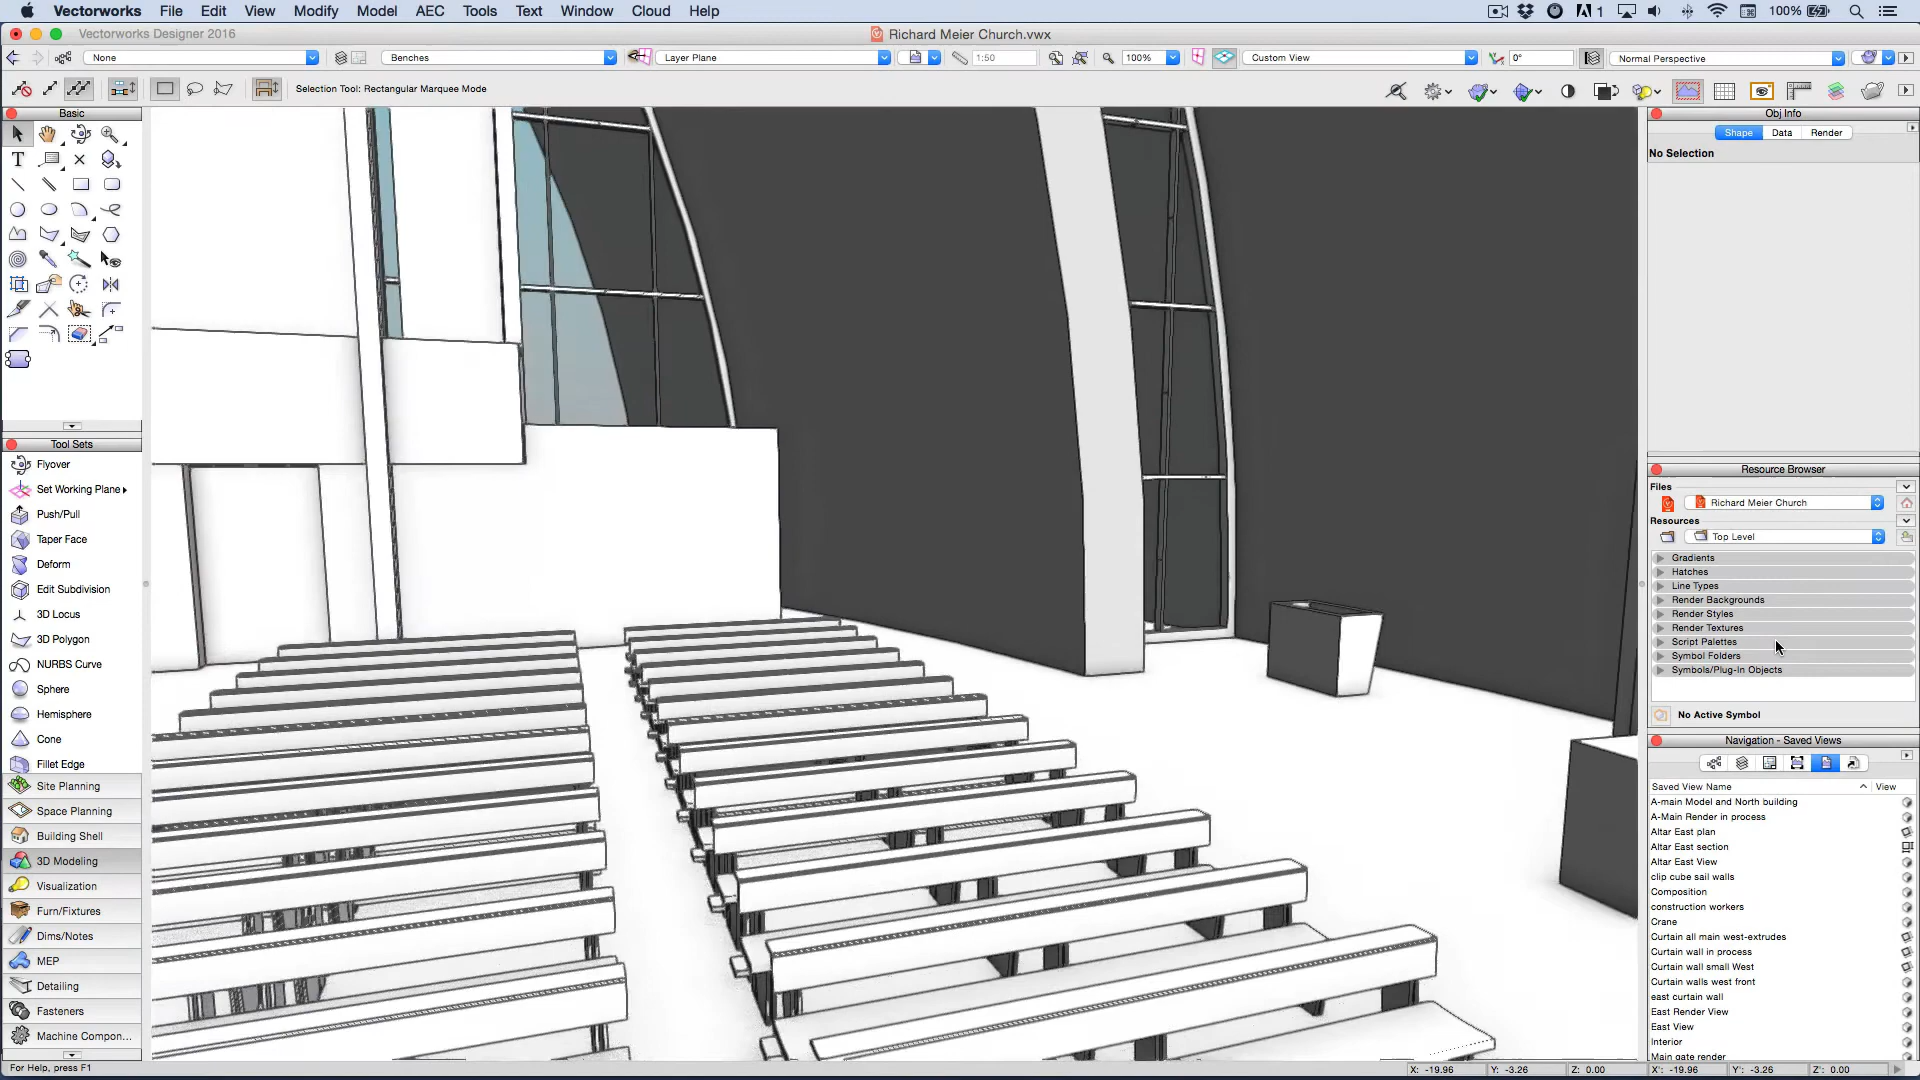 Vectorworks File Edit View Modify Model AEC Tools Text Window Cloud Help
1 100%
Vectorworks Designer 2016
Richard Meier Church.vwx
None Benches Layer Plane 1:50 100% Custom View 0° Normal Perspective
Selection Tool: Rectangular Marquee Mode
Basic
Tool Sets
Flyover
Set Working Plane
Push/Pull
Taper Face
Deform
Edit Subdivision
3D Locus
3D Polygon
NURBS Curve
Sphere
Hemisphere
Cone
Fillet Edge
Site Planning
Space Planning
Building Shell
3D Modeling
Visualization
Furn/Fixtures
Dims/Notes
MEP
Detailing
Fasteners
Machine Compon...
Obj Info
Shape Data Render
No Selection
Resource Browser
Files
Richard Meier Church
Resources
Top Level
Gradients
Hatches
Line Types
Render Backgrounds
Render Styles
Render Textures
Script Palettes
Symbol Folders
Symbols/Plug-In Objects
No Active Symbol
Navigation - Saved Views
Saved View Name View
A-main Model and North building
A-Main Render in process
Altar East plan
Altar East section
Altar East View
clip cube sail walls
Composition
construction workers
Crane
Curtain all main west-extrudes
Curtain wall in process
Curtain wall small West
Curtain walls west front
east curtain wall
East Render View
East View
Interior
Main gate render
For Help, press F1
X: -19.96 Y: -3.26 Z: 0.00 X': -19.96 Y': -3.26 Z': 0.00